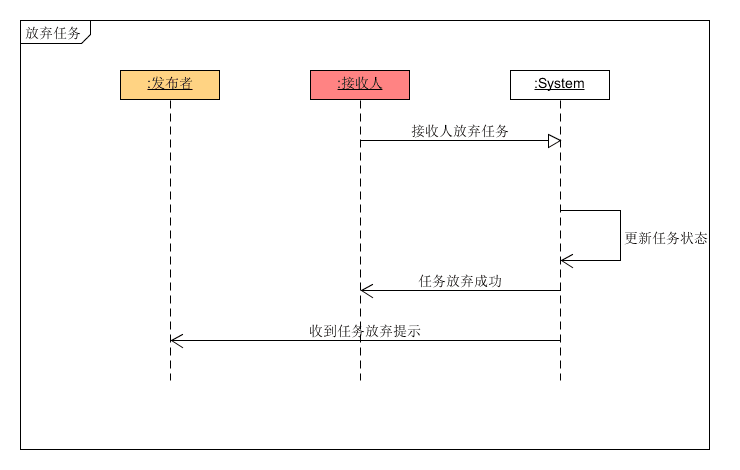 放弃任务
:发布者
:接收人
:System
接收人放弃任务
更新任务状态
任务放弃成功
收到任务放弃提示